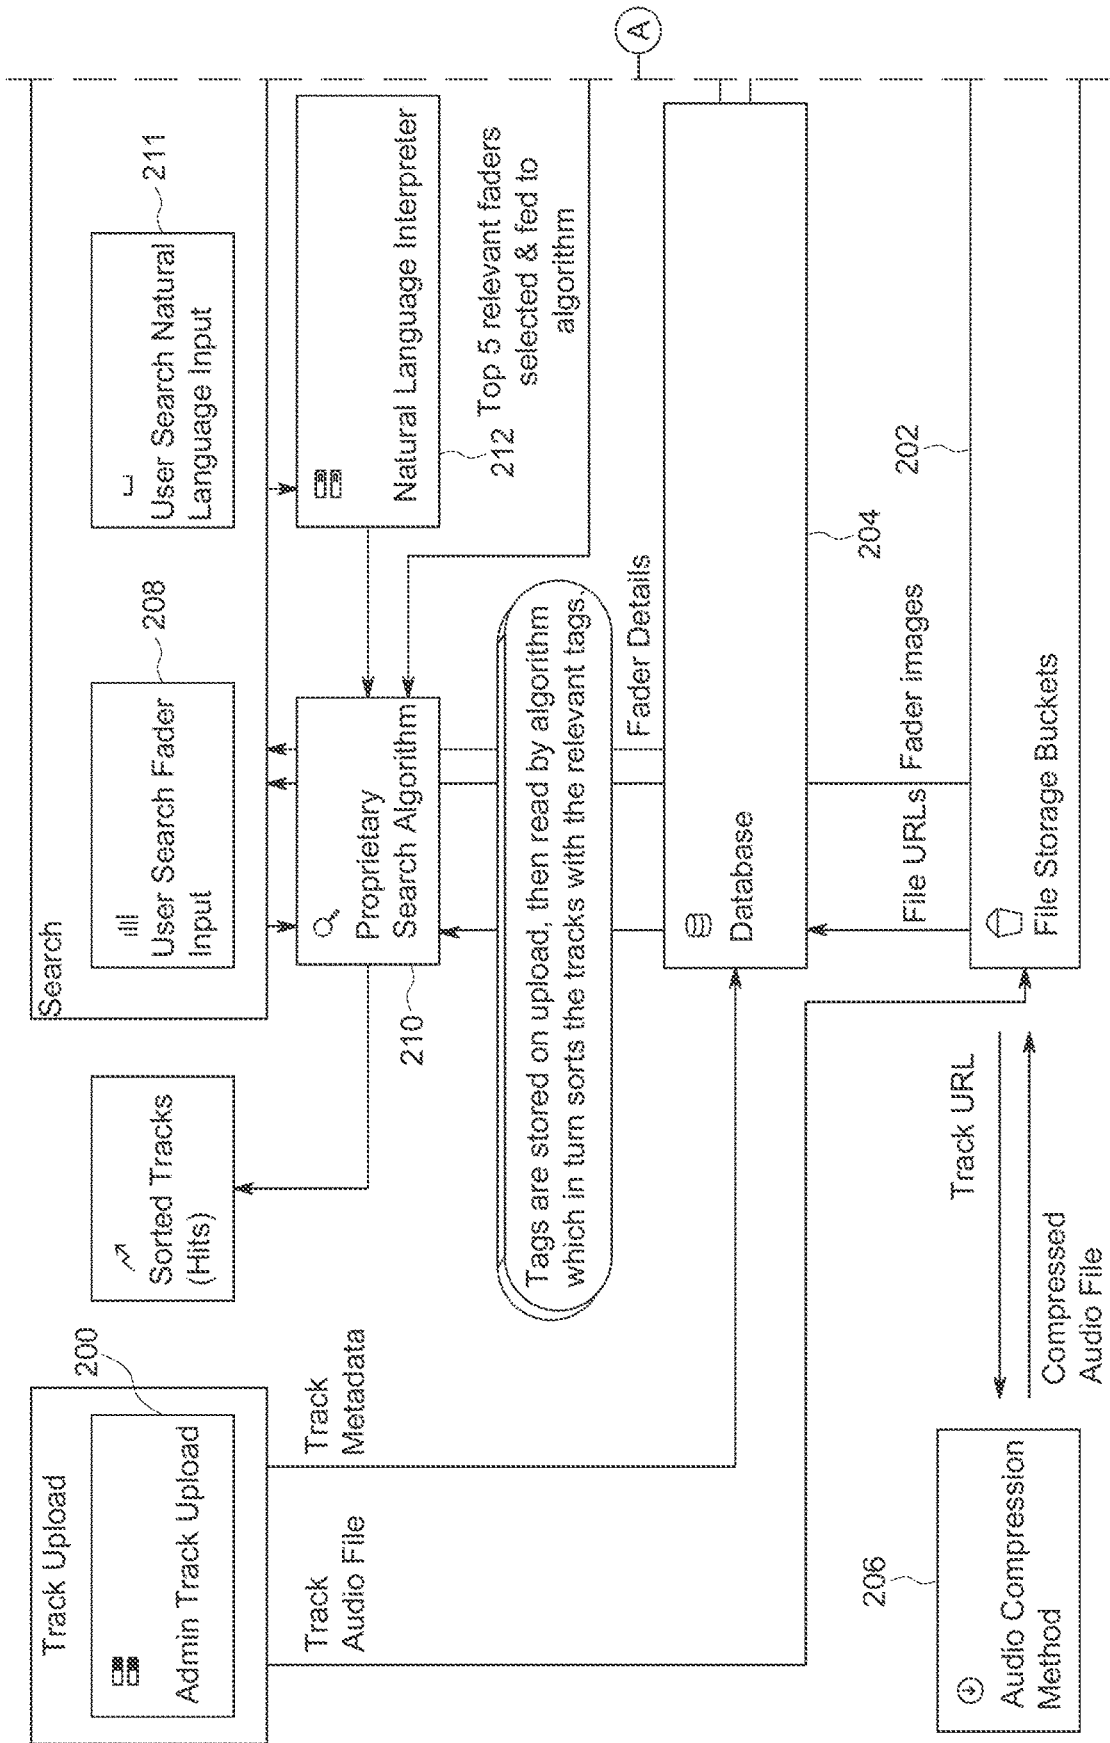 Track Upload
Admin Track Upload
200
Track
Audio File
Track
Metadata
Sorted Tracks
(Hits)
Search
User Search Fader
Input
208
User Search Natural
Language Input
211
Proprietary
Search Algorithm
210
Natural Language Interpreter
212
Top 5 relevant faders
selected & fed to
algorithm
Tags are stored on upload, then read by algorithm
which in turn sorts the tracks with the relevant tags.
Fader Details
Database
204
File URLs
Fader images
202
File Storage Buckets
Track URL
Compressed
Audio File
206
Audio Compression
Method
A